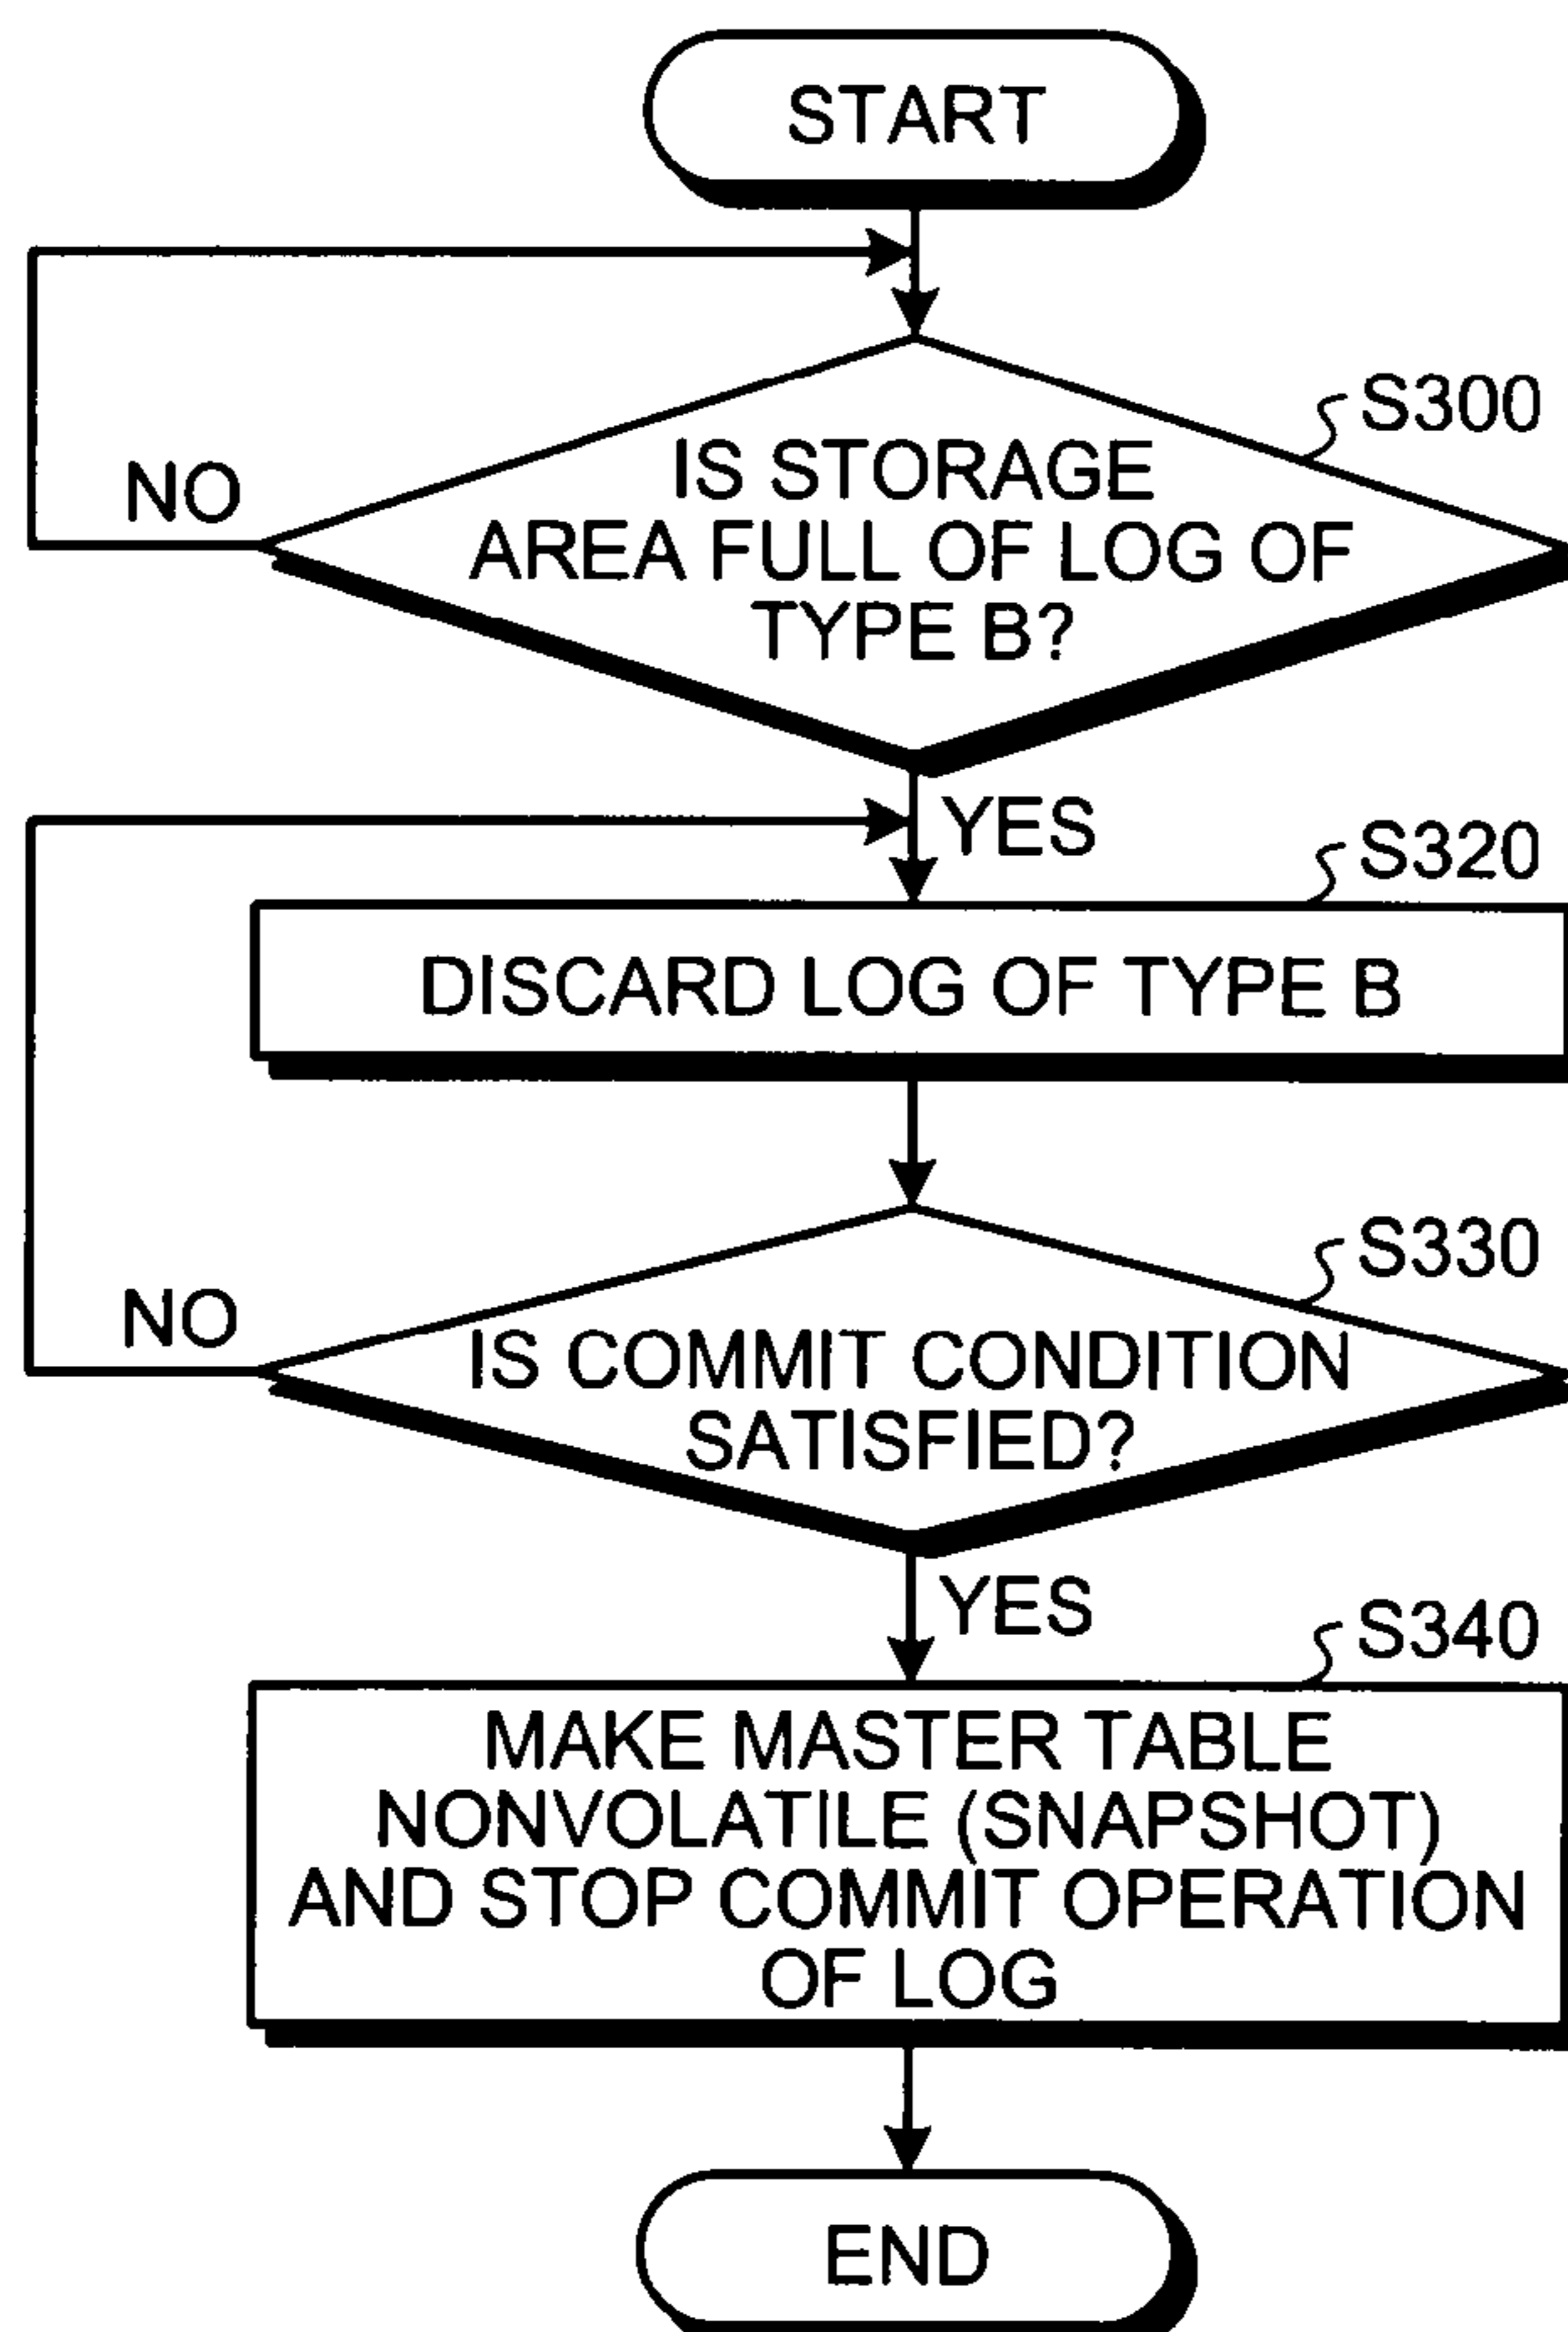 START
S300
IS STORAGE
AREA FULL OF LOG OF
TYPE B?
NO
YES
S320
DISCARD LOG OF TYPE B
S330
IS COMMIT CONDITION
SATISFIED?
NO
YES
S340
MAKE MASTER TABLE
NONVOLATILE (SNAPSHOT)
AND STOP COMMIT OPERATION
OF LOG
END